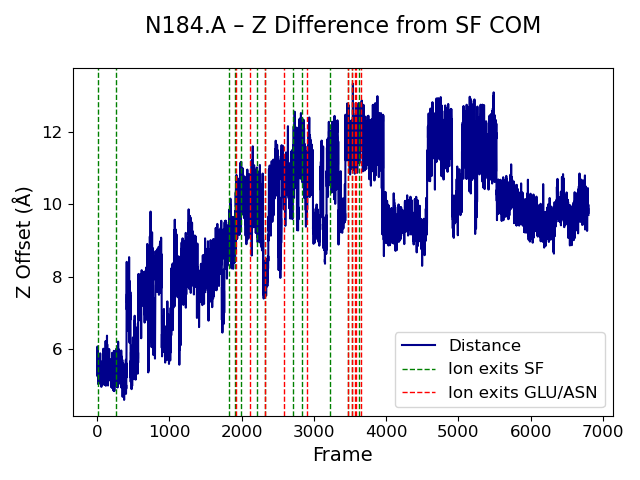 N184.A – Z Difference from SF COM
Z Offset (Å)
12
10
8
6
Distance
Ion exits SF
Ion exits GLU/ASN
0 1000 2000 3000 4000 5000 6000 7000
Frame